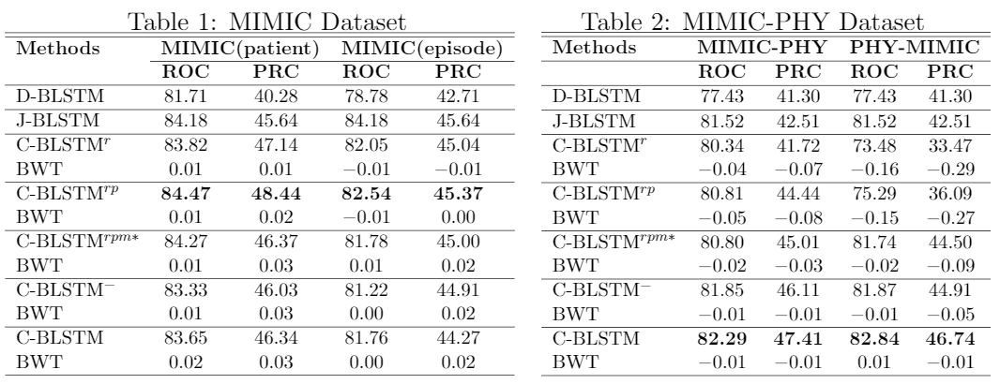 Table 1: MIMIC Dataset
Methods MIMIC(patient) MIMIC(episode)
ROC PRC ROC PRC
D-BLSTM 81.71 40.28 78.78 42.71
J-BLSTM 84.18 45.64 84.18 45.64
C-BLSTM^r 83.82 47.14 82.05 45.04
BWT 0.01 0.01 −0.01 −0.01
C-BLSTM^rp 84.47 48.44 82.54 45.37
BWT 0.01 0.02 −0.01 0.00
C-BLSTM^rpm∗ 84.27 46.37 81.78 45.00
BWT 0.01 0.03 0.01 0.02
C-BLSTM^− 83.33 46.03 81.22 44.91
BWT 0.01 0.03 0.00 0.02
C-BLSTM 83.65 46.34 81.76 44.27
BWT 0.02 0.03 0.00 0.02
Table 2: MIMIC-PHY Dataset
Methods MIMIC-PHY PHY-MIMIC
ROC PRC ROC PRC
D-BLSTM 77.43 41.30 77.43 41.30
J-BLSTM 81.52 42.51 81.52 42.51
C-BLSTM^r 80.34 41.72 73.48 33.47
BWT −0.04 −0.07 −0.16 −0.29
C-BLSTM^rp 80.81 44.44 75.29 36.09
BWT −0.05 −0.08 −0.15 −0.27
C-BLSTM^rpm∗ 80.80 45.01 81.74 44.50
BWT −0.02 −0.03 −0.02 −0.09
C-BLSTM^− 81.85 46.11 81.87 44.91
BWT −0.01 −0.01 −0.01 −0.05
C-BLSTM 82.29 47.41 82.84 46.74
BWT −0.01 −0.01 0.01 −0.01